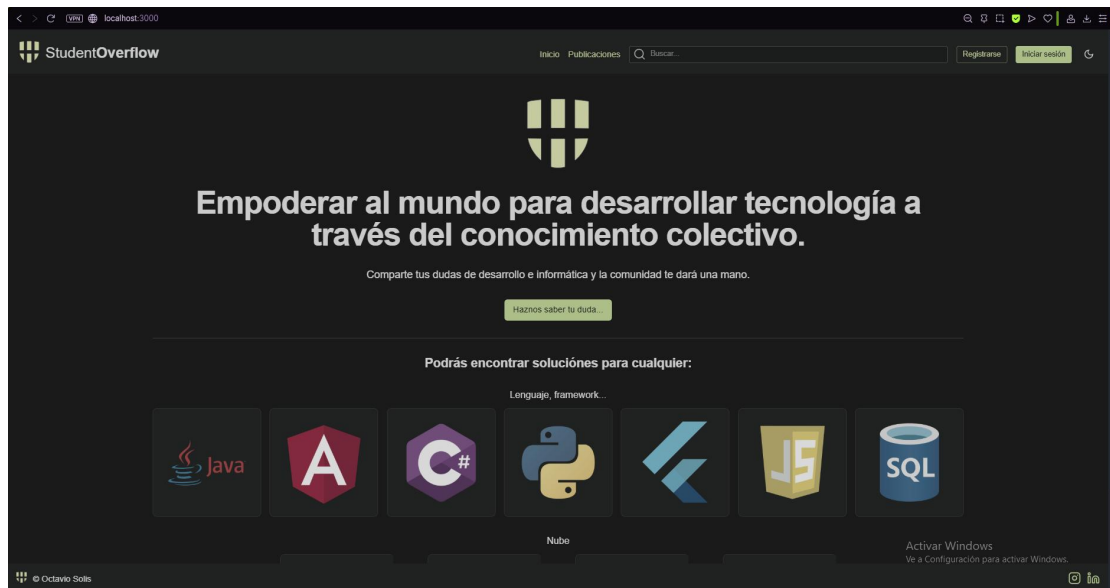 VPN localhost:3000
StudentOverflow Inicio Publicaciones Buscar... Registrarse Iniciar sesión
Empoderar al mundo para desarrollar tecnología a
través del conocimiento colectivo.
Comparte tus dudas de desarrollo e informática y la comunidad te dará una mano.
Haznos saber tu duda...
Podrás encontrar soluciónes para cualquier:
Lenguaje, framework...
Java A C# JS SQL
Nube
Activar Windows
Ve a Configuración para activar Windows.
© Octavio Solis in